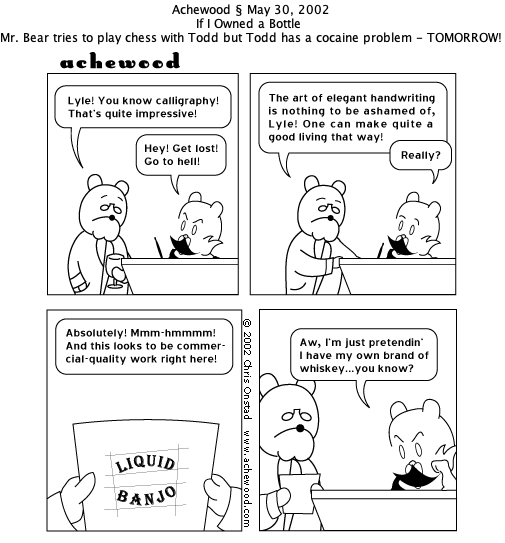 Achewood § May 30, 2002
If I Owned a Bottle
Mr. Bear tries to play chess with Todd but Todd has a cocaine problem - TOMORROW!
achewood
Lyle! You know calligraphy!
That's quite impressive!
Hey! Get lost!
Go to hell!
The art of elegant handwriting
is nothing to be ashamed of,
Lyle! One can make quite a
good living that way!
Really?
Absolutely! Mmm-hmmmm!
And this looks to be commer-
cial-quality work right here!
LIQUID
BANJO
© 2002 Chris Onstad www.achewood.com
Aw, I'm just pretendin'
I have my own brand of
whiskey...you know?